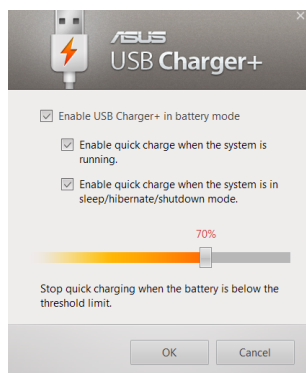 ASUS
USB Charger+
Enable USB Charger+ in battery mode
Enable quick charge when the system is
running.
Enable quick charge when the system is in
sleep/hibernate/shutdown mode.
70%
Stop quick charging when the battery is below the
threshold limit.
OK
Cancel